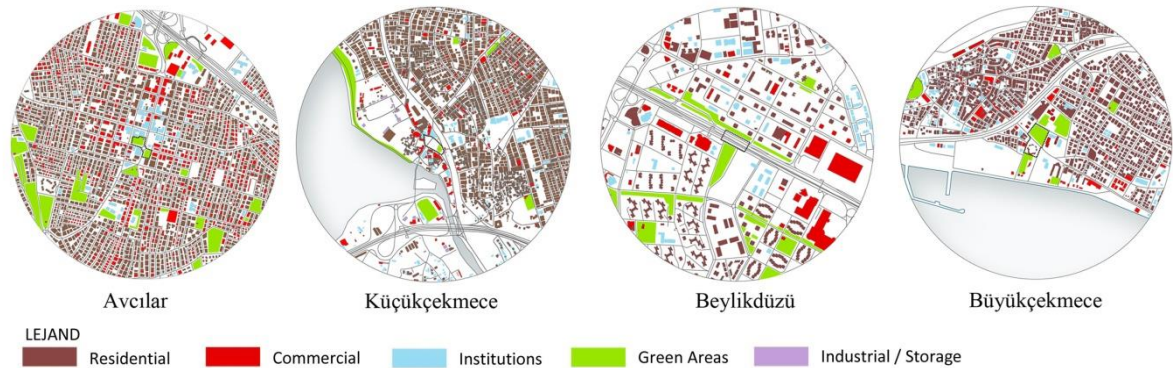 Avcılar
Küçükçekmece
Beylikdüzü
Büyükçekmece
LEJAND
Residential
Commercial
Institutions
Green Areas
Industrial / Storage